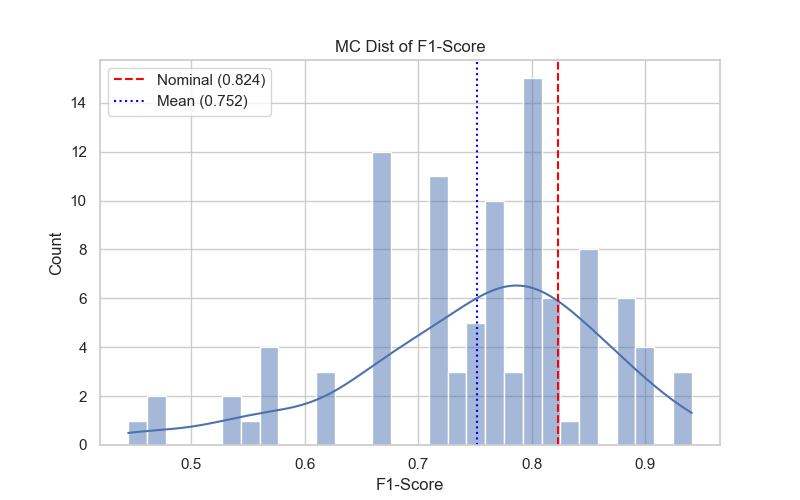 MC Dist of F1-Score
Nominal (0.824)
Mean (0.752)
Count
14
12
10
8
6
4
2
0
0.5 0.6 0.7 0.8 0.9
F1-Score